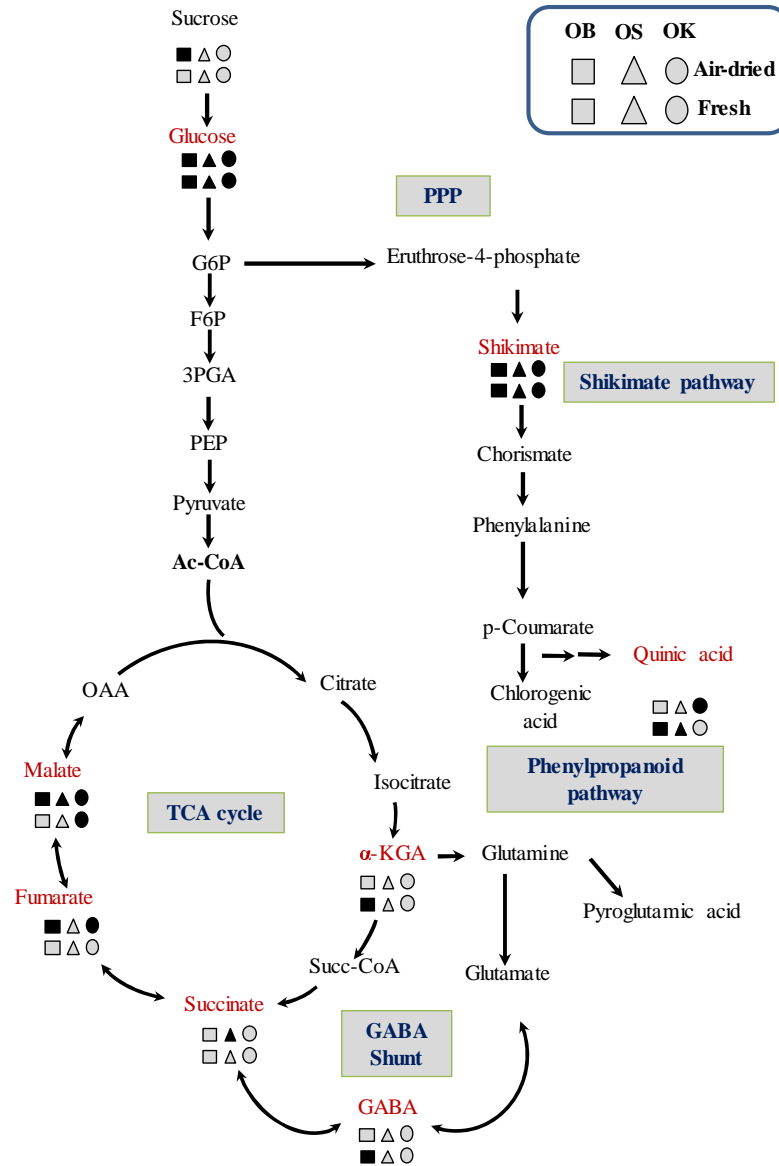 Sucrose
OB OS OK
Air-dried
Fresh
Glucose
PPP
G6P
Eruthrose-4-phosphate
F6P
Shikimate
3PGA
Shikimate pathway
PEP
Chorismate
Pyruvate
Phenylalanine
Ac-CoA
p-Coumarate
Quinic acid
OAA
Citrate
Chlorogenic
acid
Malate
Isocitrate
Phenylpropanoid
pathway
TCA cycle
α-KGA
Glutamine
Fumarate
Pyroglutamic acid
Succ-CoA
Glutamate
Succinate
GABA
Shunt
GABA